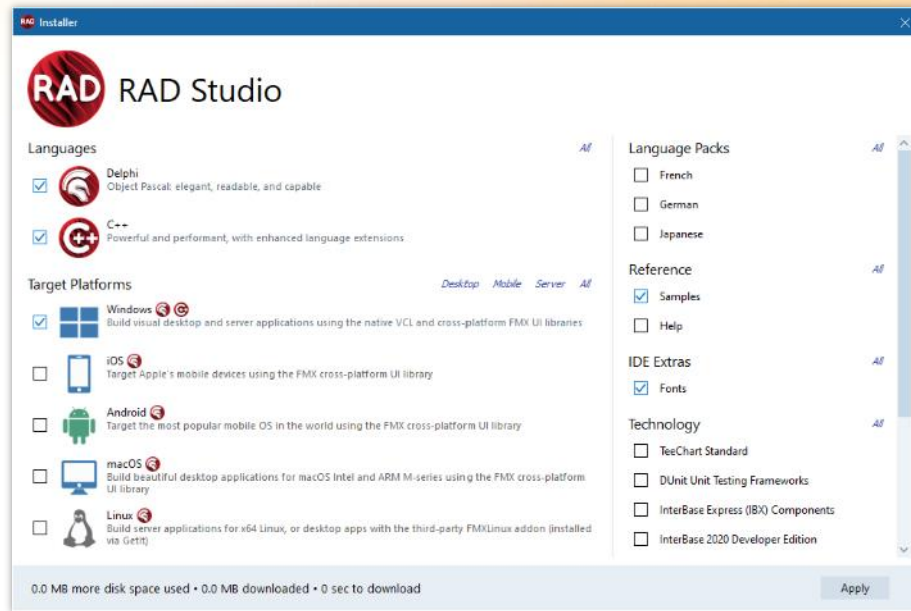 RAD Installer
RAD RAD Studio
Languages All
Delphi
Object Pascal: elegant, readable, and capable
C++
Powerful and performant, with enhanced language extensions
Target Platforms Desktop Mobile Server All
Windows
Build visual desktop and server applications using the native VCL and cross-platform FMX UI libraries
iOS
Target Apple's mobile devices using the FMX cross-platform UI library
Android
Target the most popular mobile OS in the world using the FMX cross-platform UI library
macOS
Build beautiful desktop applications for macOS Intel and ARM M-series using the FMX cross-platform
UI library
Linux
Build server applications for x64 Linux, or desktop apps with the third-party FMXLinux addon (installed
via GetIt)
Language Packs All
French
German
Japanese
Reference All
Samples
Help
IDE Extras All
Fonts
Technology All
TeeChart Standard
DUnit Unit Testing Frameworks
InterBase Express (IBX) Components
InterBase 2020 Developer Edition
0.0 MB more disk space used • 0.0 MB downloaded • 0 sec to download
Apply